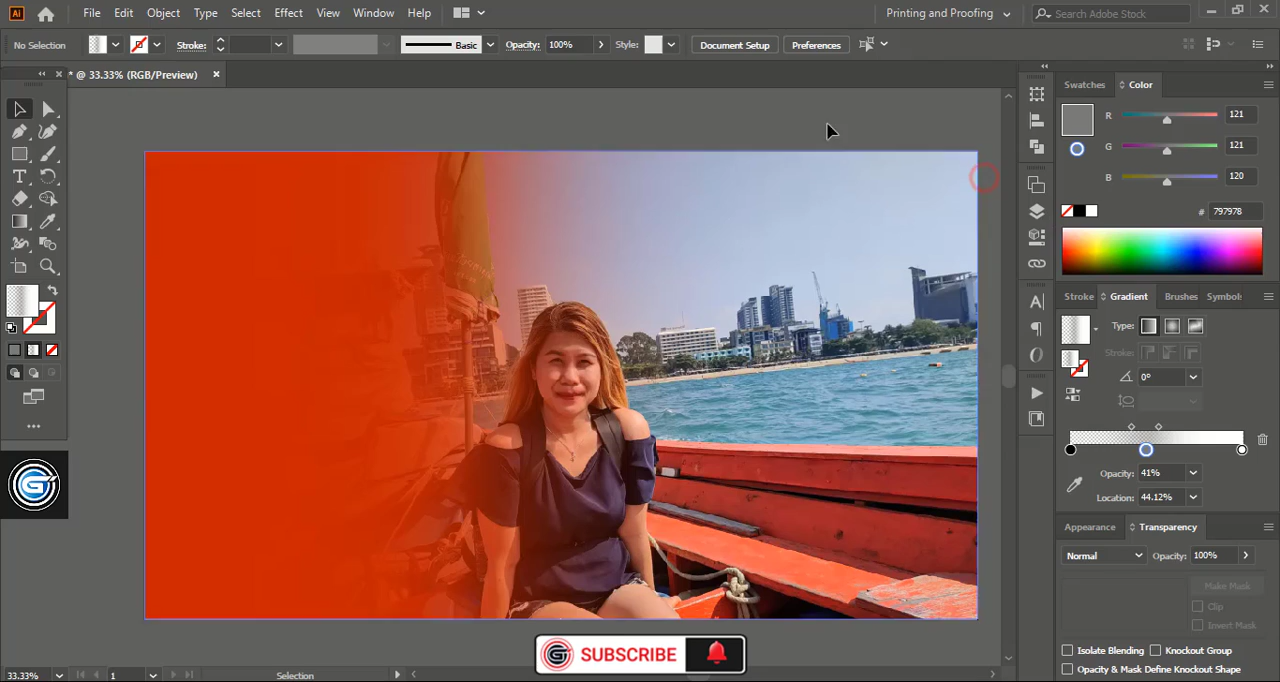 Ai File Edit Object Type Select Effect View Window Help Printing and Proofing Search Adobe Stock
No Selection Stroke: Basic Opacity: 100% Style: Document Setup Preferences
* @ 33.33% (RGB/Preview)
Swatches Color
R 121
G 121
B 120
# 797978
Stroke Gradient Brushes Symbol:
Type:
Stroke:
0°
Opacity: 41%
Location: 44.12%
Appearance Transparency
Normal Opacity: 100%
Make Mask
Clip
Invert Mask
Isolate Blending Knockout Group
Opacity & Mask Define Knockout Shape
SUBSCRIBE
33.33% 1 Selection